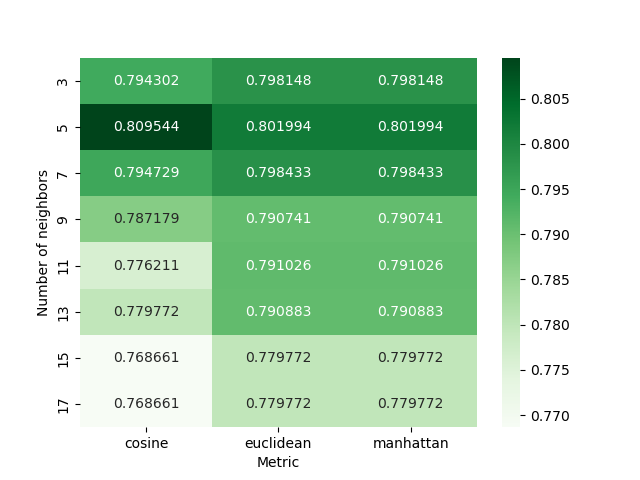 3 0.794302 0.798148 0.798148
5 0.809544 0.801994 0.801994
7 0.794729 0.798433 0.798433
9 0.787179 0.790741 0.790741
11 0.776211 0.791026 0.791026
13 0.779772 0.790883 0.790883
15 0.768661 0.779772 0.779772
17 0.768661 0.779772 0.779772
Number of neighbors
cosine euclidean manhattan
Metric
0.805
0.800
0.795
0.790
0.785
0.780
0.775
0.770